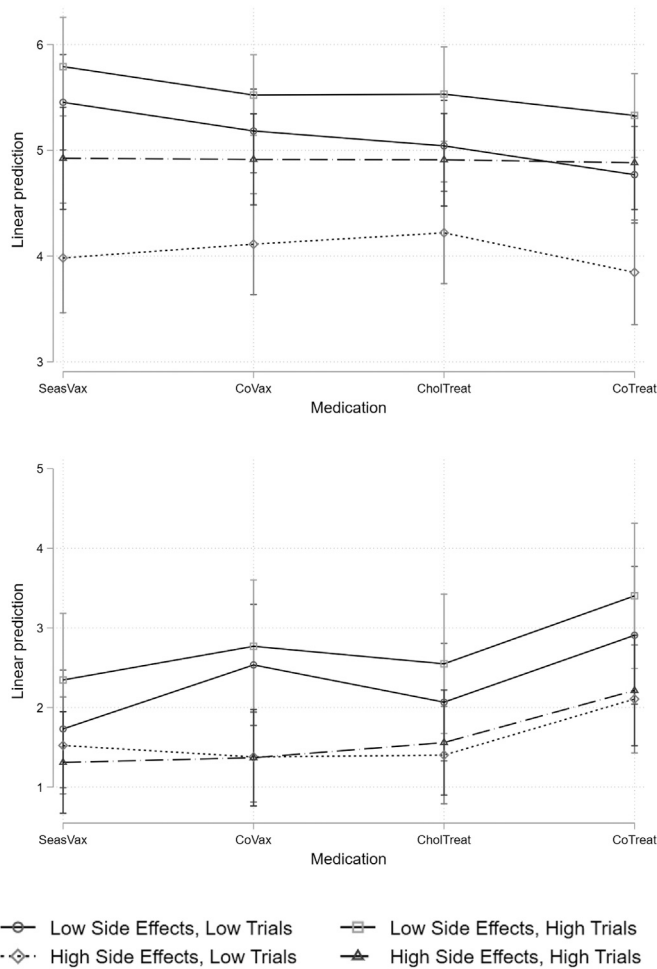 6
5
4
3
Linear prediction
SeasVax CoVax CholTreat CoTreat
Medication
5
4
3
2
1
Linear prediction
SeasVax CoVax CholTreat CoTreat
Medication
Low Side Effects, Low Trials Low Side Effects, High Trials
High Side Effects, Low Trials High Side Effects, High Trials